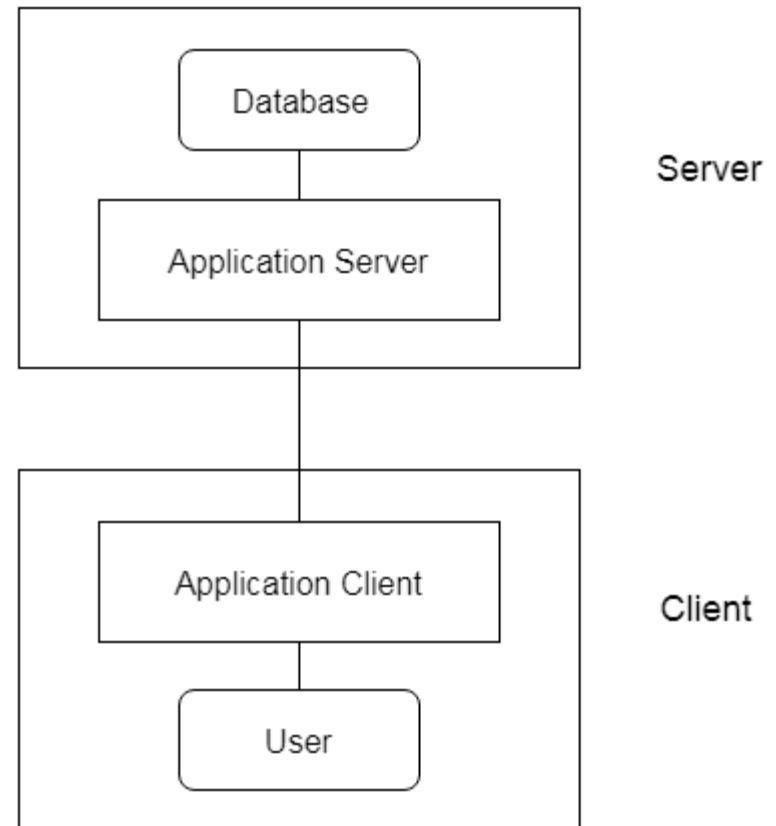 Database
Server
Application Server
Application Client
Client
User